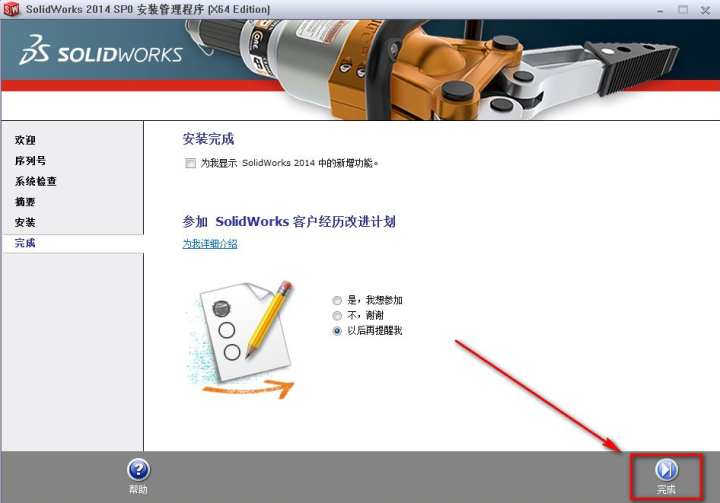 SolidWorks 2014 SP0 安装管理程序 (X64 Edition)
SOLIDWORKS
欢迎
序列号
系统检查
摘要
安装
完成
安装完成
为我显示 SolidWorks 2014 中的新增功能。
参加 SolidWorks 客户经历改进计划
为我详细介绍
是，我想参加
不，谢谢
以后再提醒我
帮助
完成